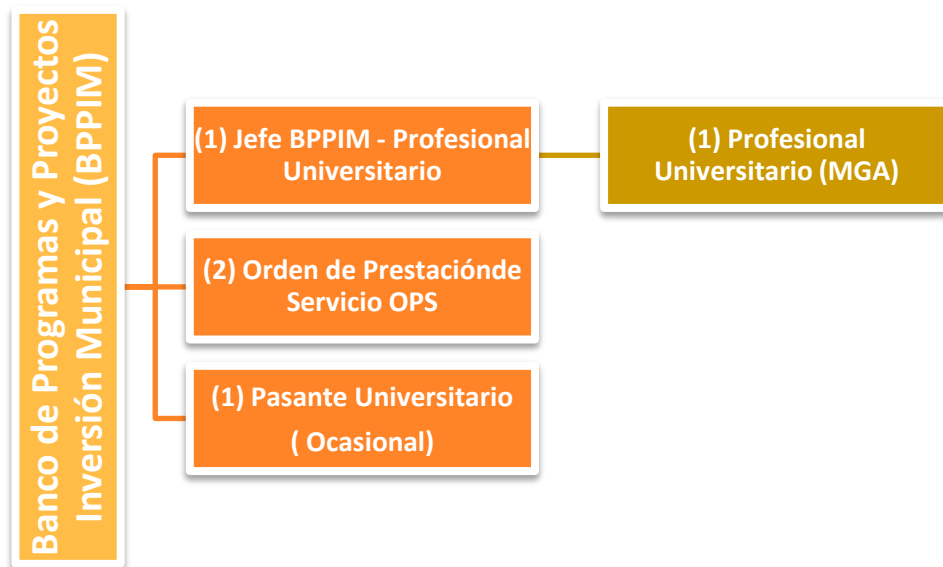 Banco de Programas y Proyectos
Inversión Municipal (BPPIM)
(1) Jefe BPPIM - Profesional
Universitario
(1) Profesional
Universitario (MGA)
(2) Orden de Prestaciónde
Servicio OPS
(1) Pasante Universitario
( Ocasional)